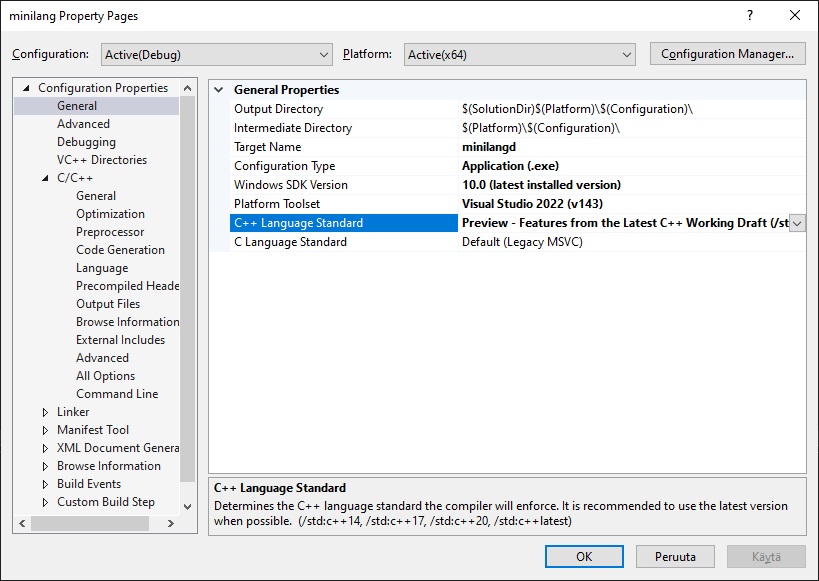 minilang Property Pages
?
Configuration: Active(Debug) Platform: Active(x64) Configuration Manager...
Configuration Properties
General
Advanced
Debugging
VC++ Directories
C/C++
General
Optimization
Preprocessor
Code Generation
Language
Precompiled Heade
Output Files
Browse Information
External Includes
Advanced
All Options
Command Line
Linker
Manifest Tool
XML Document Genera
Browse Information
Build Events
Custom Build Step
General Properties
Output Directory $(SolutionDir)$(Platform)\$(Configuration)\
Intermediate Directory $(Platform)\$(Configuration)\
Target Name minilangd
Configuration Type Application (.exe)
Windows SDK Version 10.0 (latest installed version)
Platform Toolset Visual Studio 2022 (v143)
C++ Language Standard Preview - Features from the Latest C++ Working Draft (/st
C Language Standard Default (Legacy MSVC)
C++ Language Standard
Determines the C++ language standard the compiler will enforce. It is recommended to use the latest version
when possible.  (/std:c++14, /std:c++17, /std:c++20, /std:c++latest)
OK Peruuta Käytä